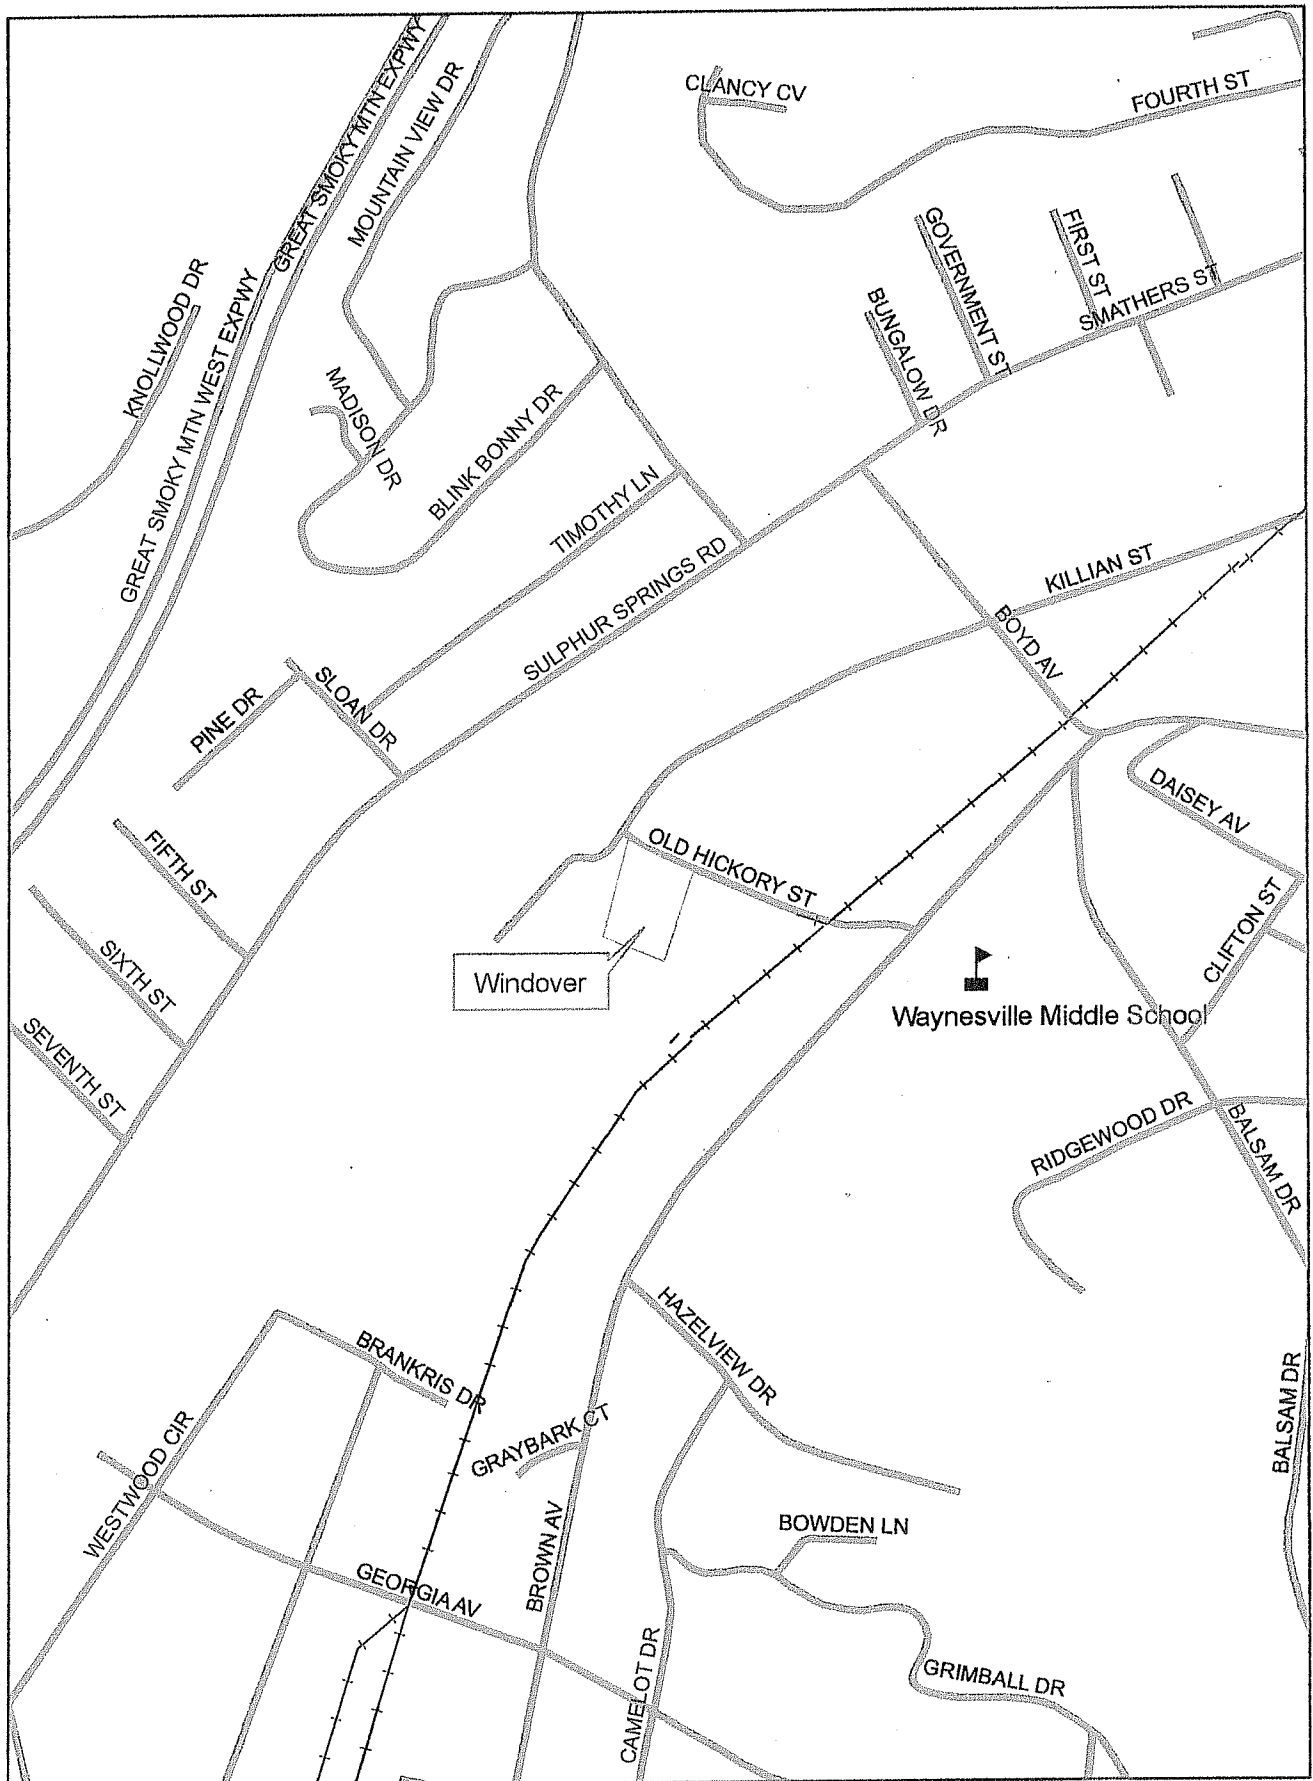 GREAT SMOKY MTN EXPWY
MOUNTAIN VIEW DR
CLANCY CV
FOURTH ST
KNOLLWOOD DR
GREAT SMOKY MTN WEST EXPWY
GOVERNMENT ST
FIRST ST
SMATHERS ST
BUNGALOW DR
MADISON DR
BLINK BONNY DR
TIMOTHY LN
SULPHUR SPRINGS RD
KILLIAN ST
BOYD AV
SLOAN DR
PINE DR
DAISEY AV
FIFTH ST
OLD HICKORY ST
CLIFTON ST
SIXTH ST
Windover
Waynesville Middle School
SEVENTH ST
RIDGEWOOD DR
BALSAM DR
HAZELVIEW DR
BRANKRIS DR
BALSAM DR
GRAYBARK CT
WESTWOOD CIR
BROWN AV
BOWDEN LN
GEORGIA AV
CAMELOT DR
GRIMBALL DR